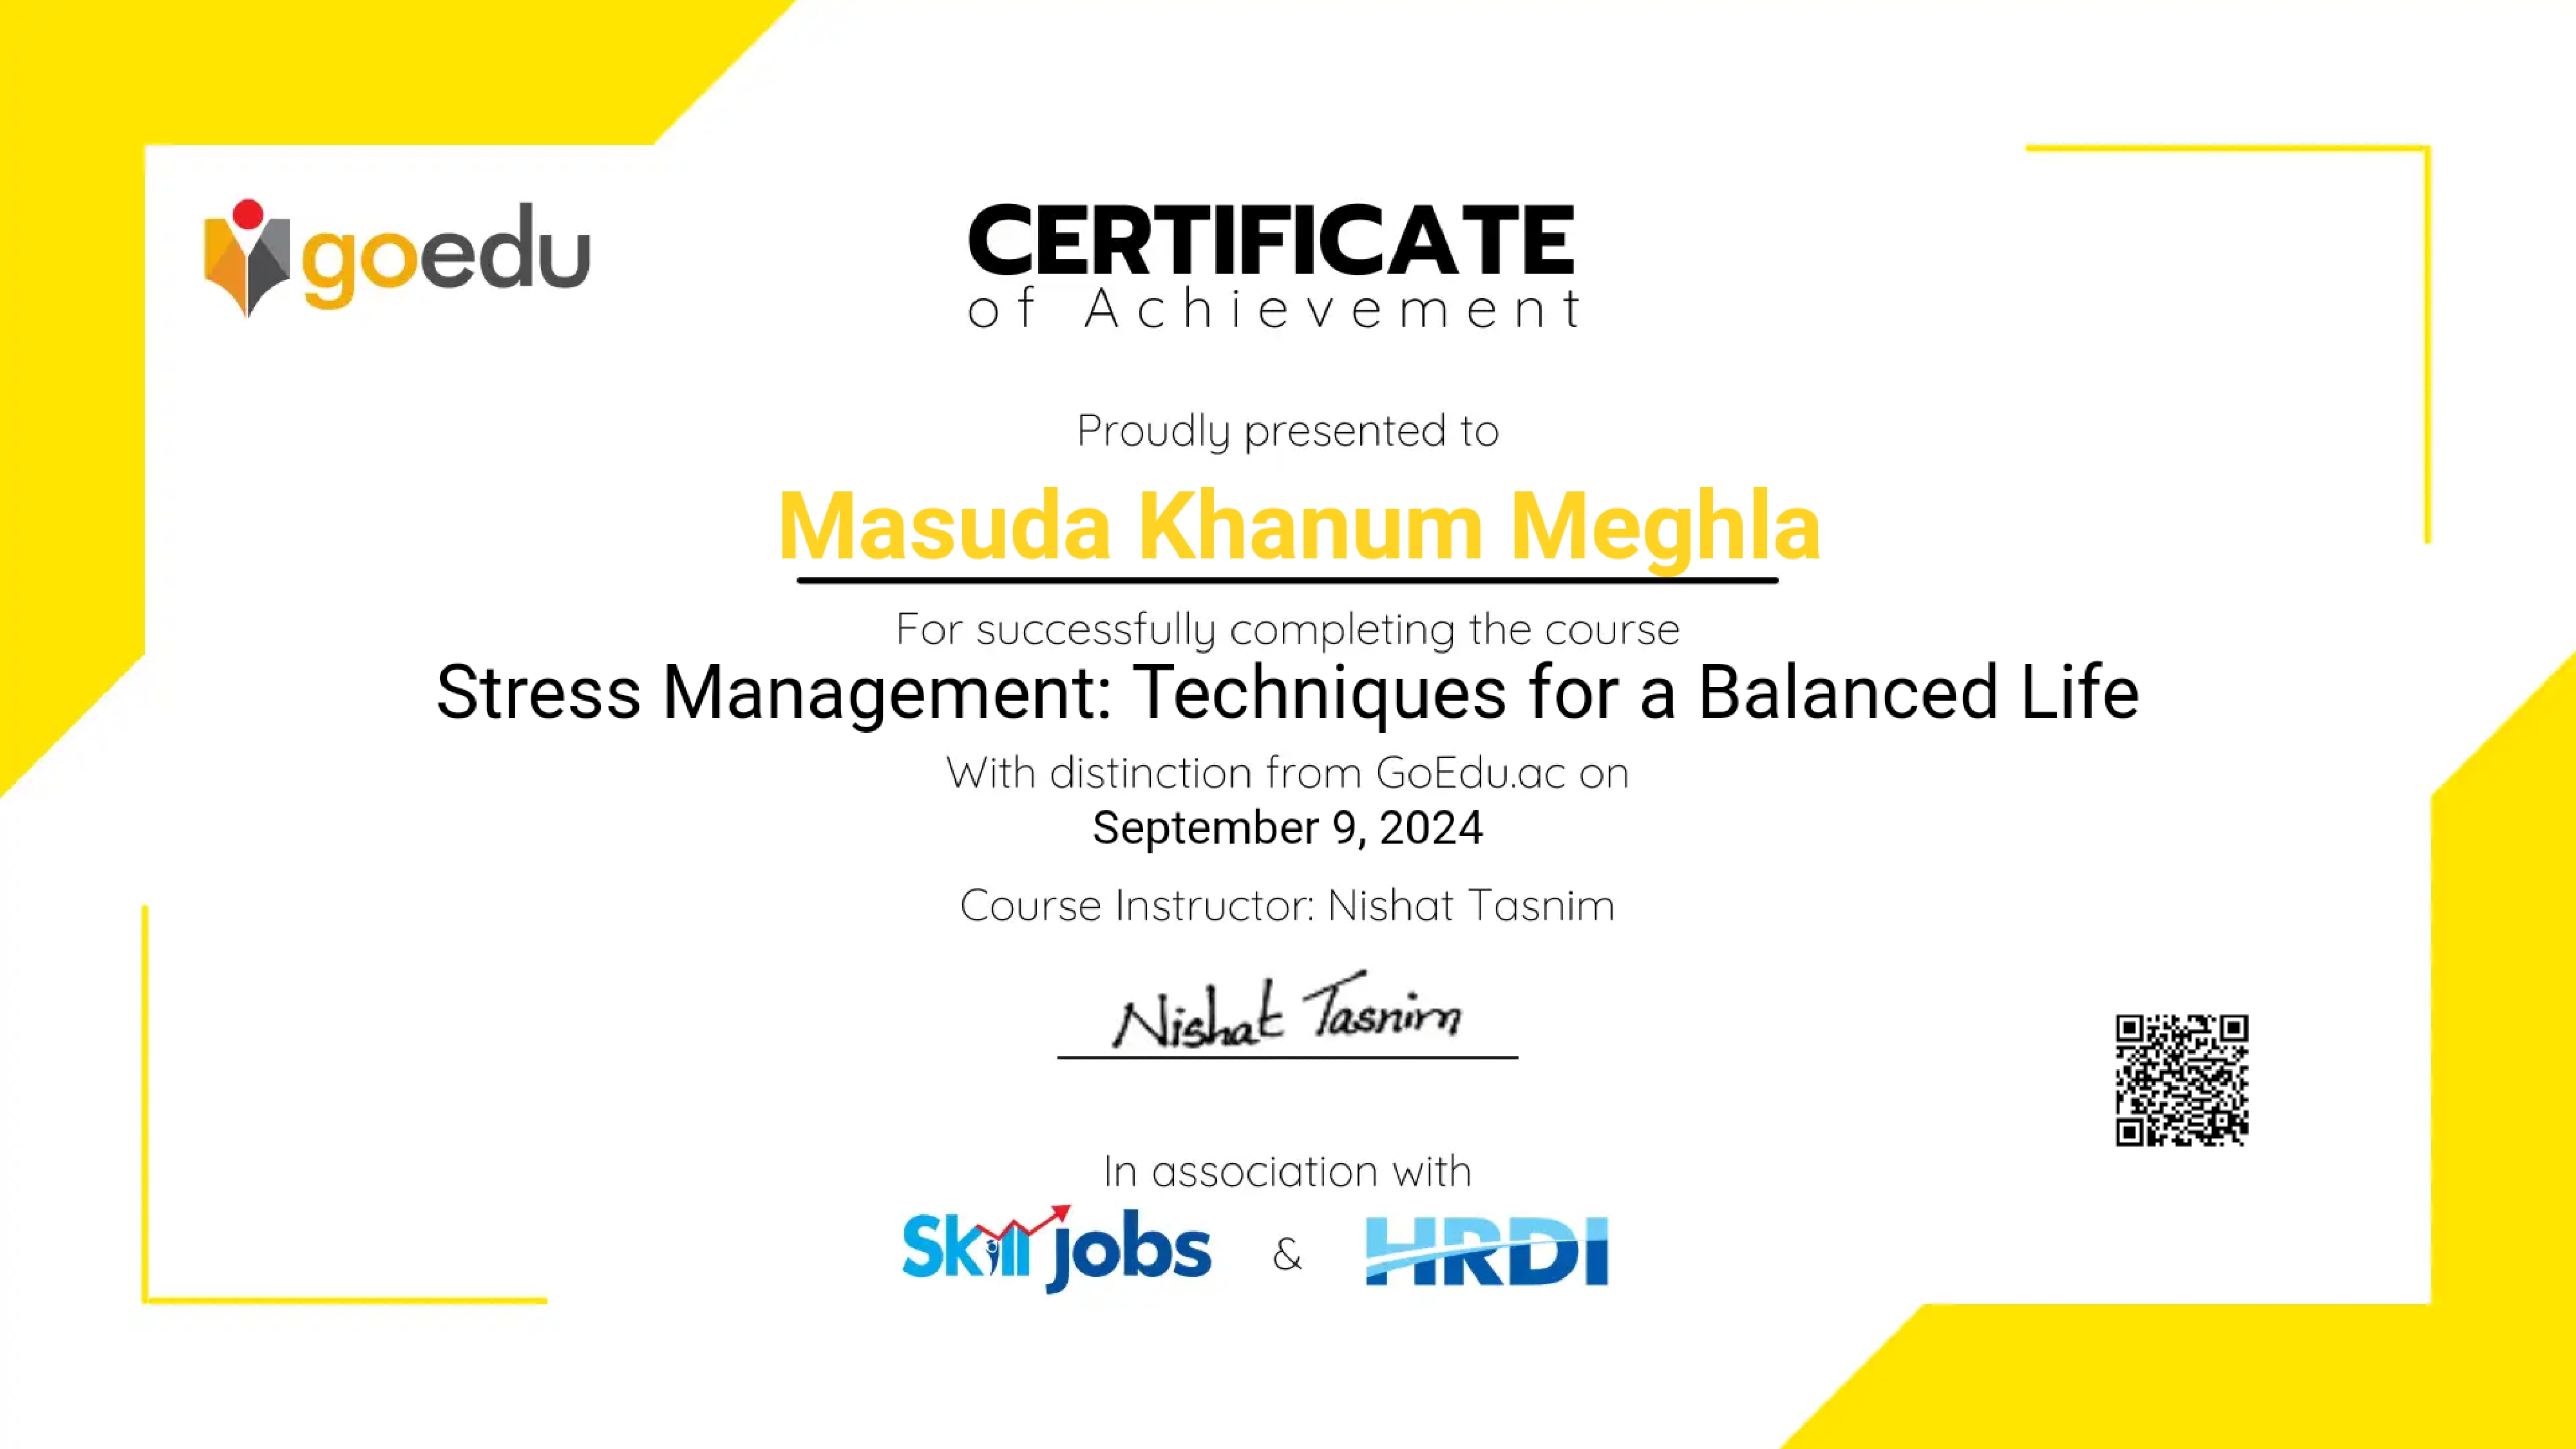 goedu
CERTIFICATE
of Achievement
Proudly presented to
Masuda Khanum Meghla
For successfully completing the course
Stress Management: Techniques for a Balanced Life
With distinction from GoEdu.ac on
September 9, 2024
Course Instructor: Nishat Tasnim
Nishat Tasnim
In association with
Skill jobs & HRDI